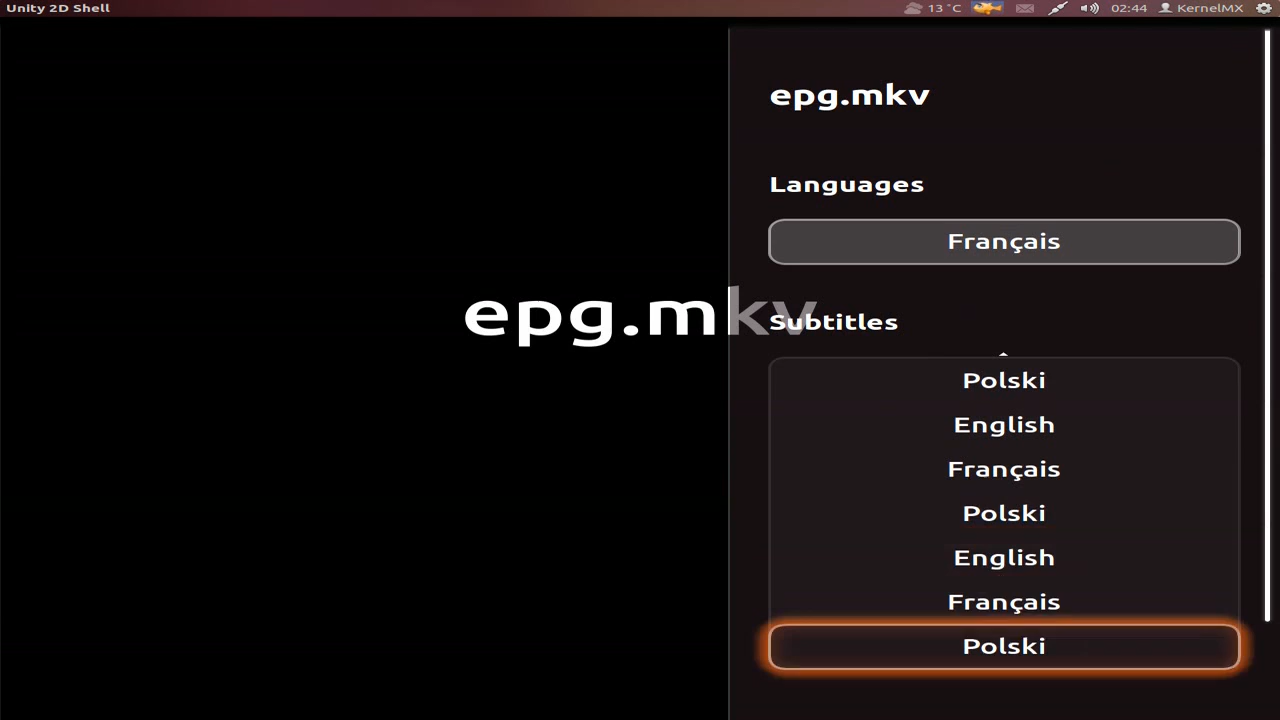 Unity 2D Shell
13 °C
02:44
KernelMX
epg.mkv
Languages
Français
epg.mkv
Subtitles
Polski
English
Français
Polski
English
Français
Polski